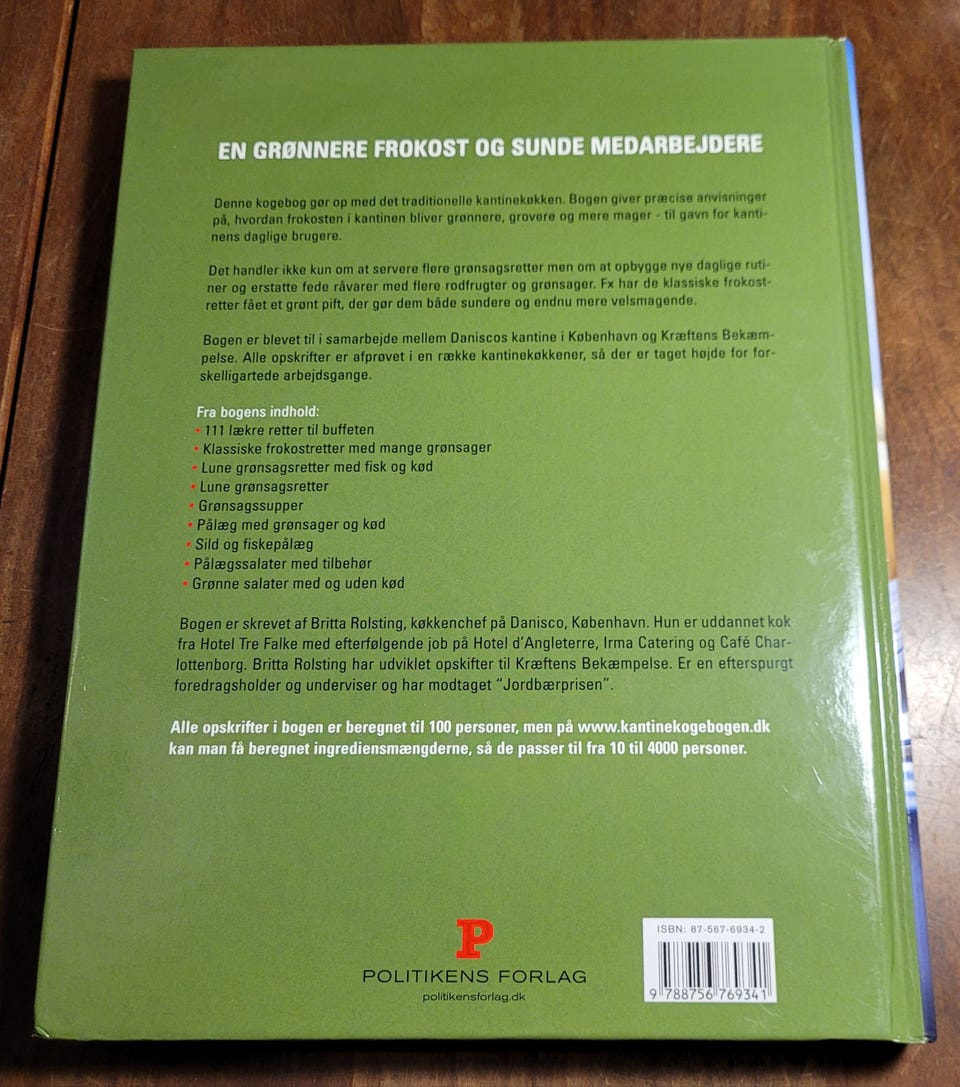 EN GRØNNERE FROKOST OG SUNDE MEDARBEJDERE
Denne kogebog gør op med det traditionelle kantinekøkken. Bogen giver præcise anvisninger
på, hvordan frokosten i kantinen bliver grønnere, grovere og mere mager - til gavn for kanti-
nens daglige brugere.
Det handler ikke kun om at servere flere grønsagsretter men om at opbygge nye daglige ruti-
ner og erstatte fede råvarer med flere rodfrugter og grønsager. Fx har de klassiske frokost-
retter fået et grønt pift, der gør dem både sundere og endnu mere velsmagende.
Bogen er blevet til i samarbejde mellem Daniscos kantine i København og Kræftens Bekæm-
pelse. Alle opskrifter er afprøvet i en række kantinekøkkener, så der er taget højde for for-
skelligartede arbejdsgange.
Fra bogens indhold:
• 111 lækre retter til buffeten
• Klassiske frokostretter med mange grønsager
• Lune grønsagsretter med fisk og kød
• Lune grønsagsretter
• Grønsagssupper
• Pålæg med grønsager og kød
• Sild og fiskepålæg
• Pålægssalater med tilbehør
• Grønne salater med og uden kød
Bogen er skrevet af Britta Rolsting, køkkenchef på Danisco, København. Hun er uddannet kok
fra Hotel Tre Falke med efterfølgende job på Hotel d'Angleterre, Irma Catering og Café Char-
lottenborg. Britta Rolsting har udviklet opskifter til Kræftens Bekæmpelse. Er en efterspurgt
foredragsholder og underviser og har modtaget “Jordbærprisen”.
Alle opskrifter i bogen er beregnet til 100 personer, men på www.kantinekogebogen.dk
kan man få beregnet ingrediensmængderne, så de passer til fra 10 til 4000 personer.
P
POLITIKENS FORLAG
politikensforlag.dk
ISBN: 87-567-6934-2
9 788756 769341